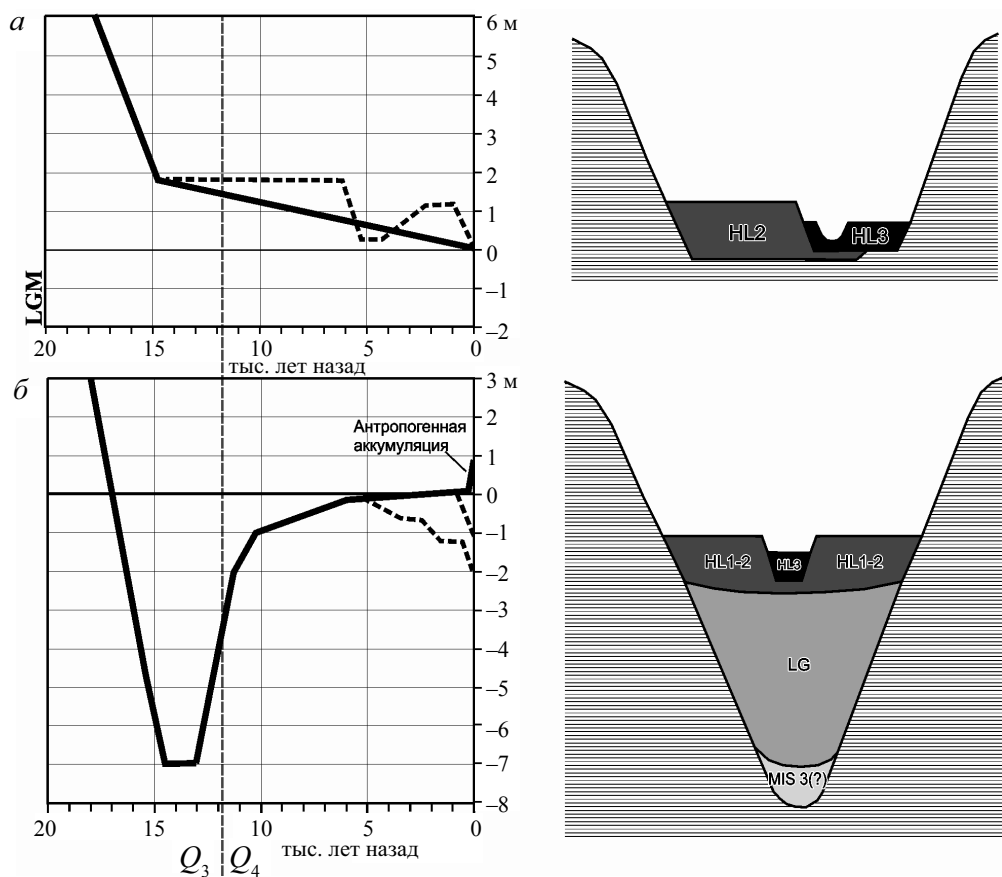 а
6 м
5
4
3
2
1
0
–1
–2
LGM
20 15 10 5 0
тыс. лет назад
HL2
HL3
б
3 м
2
1
0
–1
–2
–3
–4
–5
–6
–7
–8
Антропогенная
аккумуляция
20 15 10 5 0
Q3 Q4 тыс. лет назад
HL1-2
HL3
HL1-2
LG
MIS 3(?)